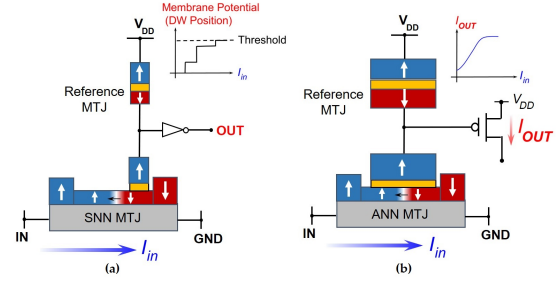 Membrane Potential
(DW Position)
V_DD
Threshold
I_in
Reference
MTJ
OUT
SNN MTJ
IN
GND
I_in
(a)
I_OUT
V_DD
I_in
Reference
MTJ
V_DD
I_OUT
ANN MTJ
IN
GND
I_in
(b)